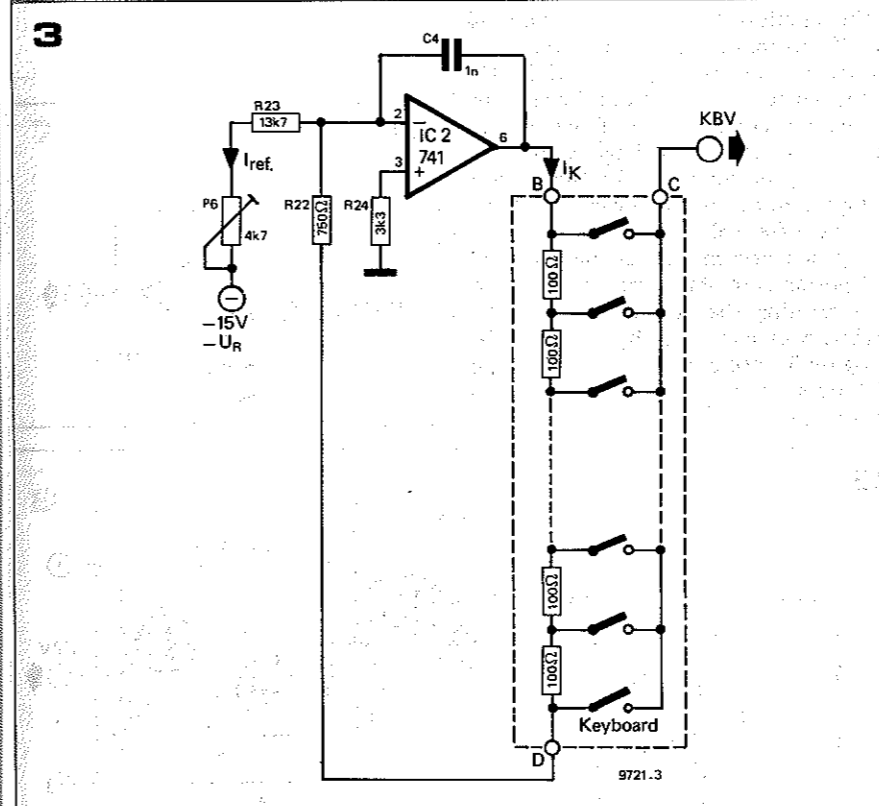 3
C4
1n
R23
13k7
2
−
IC 2
741
3
+
6
KBV
Iref.
IK
B
C
P6
4k7
R22
750Ω
R24
3k3
100Ω
100Ω
−
−15V
−UR
100Ω
100Ω
Keyboard
D
9721.3